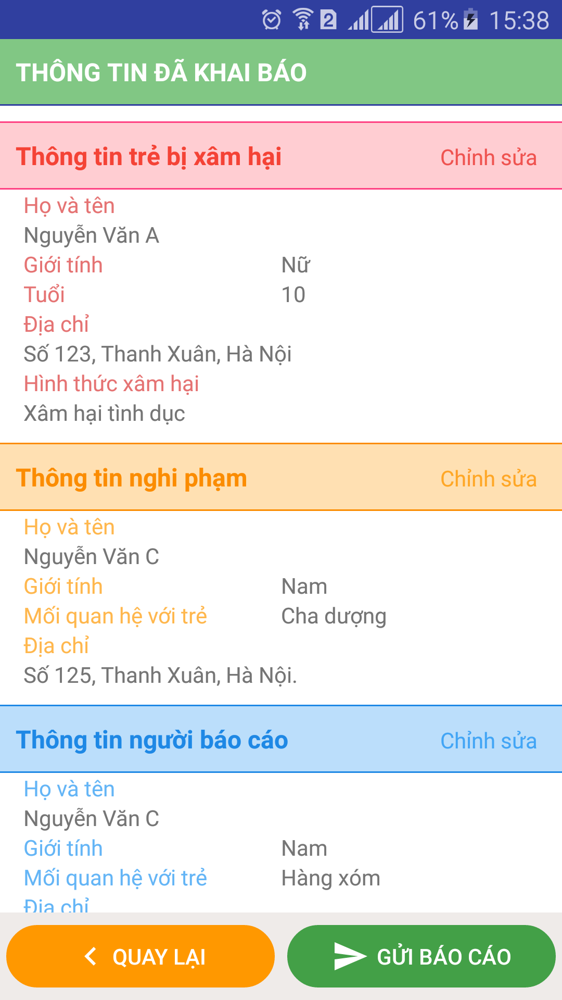 2 61% 15:38
THÔNG TIN ĐÃ KHAI BÁO
Thông tin trẻ bị xâm hại Chỉnh sửa
Họ và tên
Nguyễn Văn A
Giới tính Nữ
Tuổi 10
Địa chỉ
Số 123, Thanh Xuân, Hà Nội
Hình thức xâm hại
Xâm hại tình dục
Thông tin nghi phạm Chỉnh sửa
Họ và tên
Nguyễn Văn C
Giới tính Nam
Mối quan hệ với trẻ Cha dượng
Địa chỉ
Số 125, Thanh Xuân, Hà Nội.
Thông tin người báo cáo Chỉnh sửa
Họ và tên
Nguyễn Văn C
Giới tính Nam
Mối quan hệ với trẻ Hàng xóm
Địa chỉ
QUAY LẠI GỬI BÁO CÁO